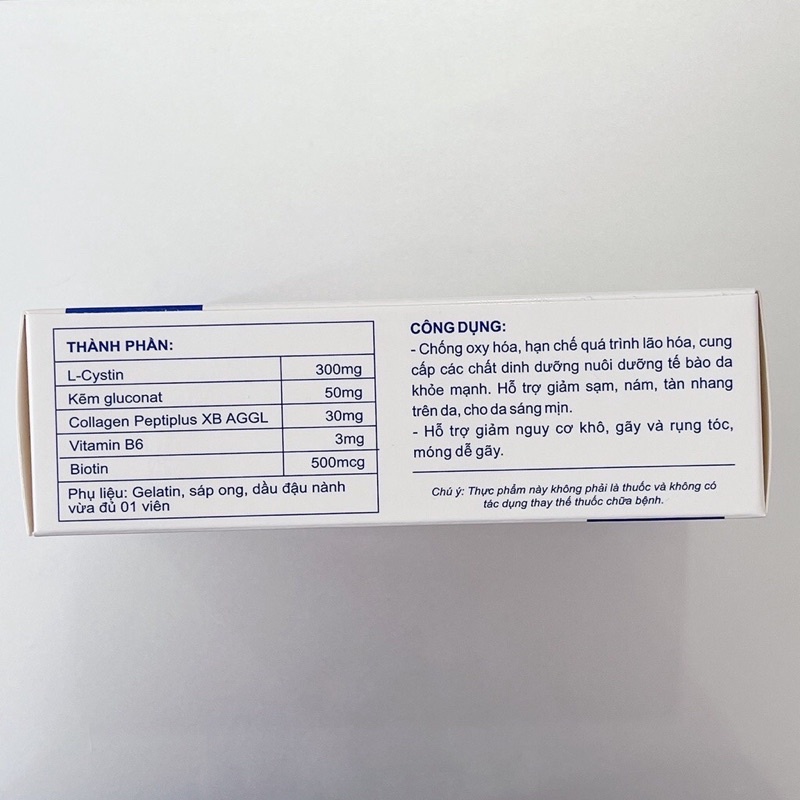 THÀNH PHẦN:
L-Cystin 300mg
Kẽm gluconat 50mg
Collagen Peptiplus XB AGGL 30mg
Vitamin B6 3mg
Biotin 500mcg
Phụ liệu: Gelatin, sáp ong, dầu đậu nành
vừa đủ 01 viên
CÔNG DỤNG:
- Chống oxy hóa, hạn chế quá trình lão hóa, cung
cấp các chất dinh dưỡng nuôi dưỡng tế bào da
khỏe mạnh. Hỗ trợ giảm sạm, nám, tàn nhang
trên da, cho da sáng mịn.
- Hỗ trợ giảm nguy cơ khô, gãy và rụng tóc,
móng dễ gãy.
Chú ý: Thực phẩm này không phải là thuốc và không có
tác dụng thay thế thuốc chữa bệnh.